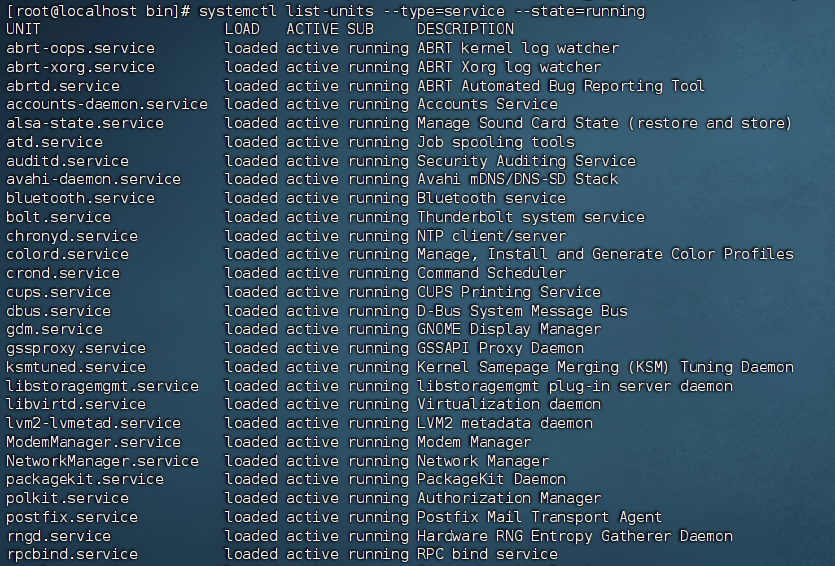 [root@localhost bin]# systemctl list-units --type=service --state=running
UNIT LOAD ACTIVE SUB DESCRIPTION
abrt-oops.service loaded active running ABRT kernel log watcher
abrt-xorg.service loaded active running ABRT Xorg log watcher
abrtd.service loaded active running ABRT Automated Bug Reporting Tool
accounts-daemon.service loaded active running Accounts Service
alsa-state.service loaded active running Manage Sound Card State (restore and store)
atd.service loaded active running Job spooling tools
auditd.service loaded active running Security Auditing Service
avahi-daemon.service loaded active running Avahi mDNS/DNS-SD Stack
bluetooth.service loaded active running Bluetooth service
bolt.service loaded active running Thunderbolt system service
chronyd.service loaded active running NTP client/server
colord.service loaded active running Manage, Install and Generate Color Profiles
crond.service loaded active running Command Scheduler
cups.service loaded active running CUPS Printing Service
dbus.service loaded active running D-Bus System Message Bus
gdm.service loaded active running GNOME Display Manager
gssproxy.service loaded active running GSSAPI Proxy Daemon
ksmtuned.service loaded active running Kernel Samepage Merging (KSM) Tuning Daemon
libstoragemgmt.service loaded active running libstoragemgmt plug-in server daemon
libvirtd.service loaded active running Virtualization daemon
lvm2-lvmetad.service loaded active running LVM2 metadata daemon
ModemManager.service loaded active running Modem Manager
NetworkManager.service loaded active running Network Manager
packagekit.service loaded active running PackageKit Daemon
polkit.service loaded active running Authorization Manager
postfix.service loaded active running Postfix Mail Transport Agent
rngd.service loaded active running Hardware RNG Entropy Gatherer Daemon
rpcbind.service loaded active running RPC bind service